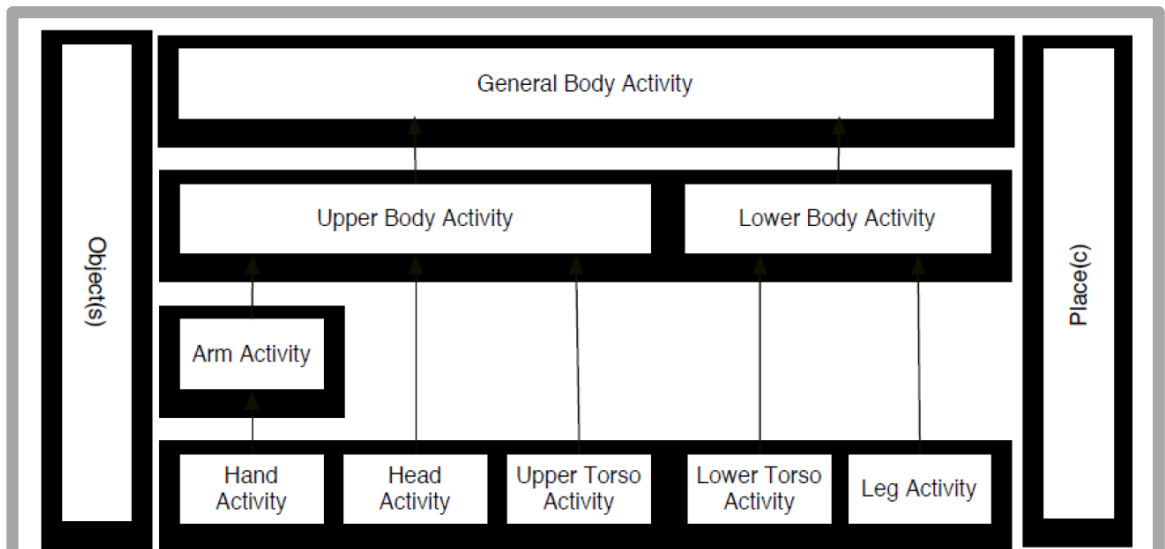 General Body Activity
Upper Body Activity
Lower Body Activity
Object(s)
Place(c)
Arm Activity
Hand
Activity
Head
Activity
Upper Torso
Activity
Lower Torso
Activity
Leg Activity